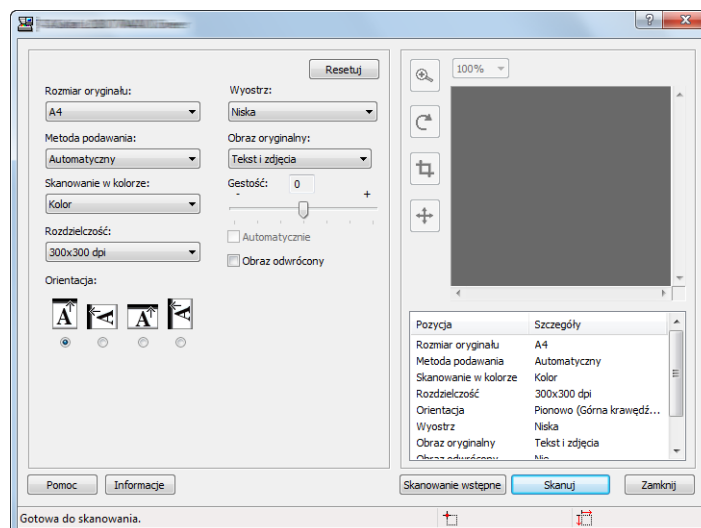 Resetuj
Rozmiar oryginału:
A4
Metoda podawania:
Automatyczny
Skanowanie w kolorze:
Kolor
Rozdzielczość:
300x300 dpi
Orientacja:
A A A A
Wyostrz:
Niska
Obraz oryginalny:
Tekst i zdjęcia
Gęstość: 0
- +
Automatycznie
Obraz odwrócony
100%
Pozycja Szczegóły
Rozmiar oryginału A4
Metoda podawania Automatyczny
Skanowanie w kolorze Kolor
Rozdzielczość 300x300 dpi
Orientacja Pionowo (Górna krawędź...
Wyostrz Niska
Obraz oryginalny Tekst i zdjęcia
Obraz odwrócony Nie
Pomoc Informacje Skanowanie wstępne Skanuj Zamknij
Gotowa do skanowania.